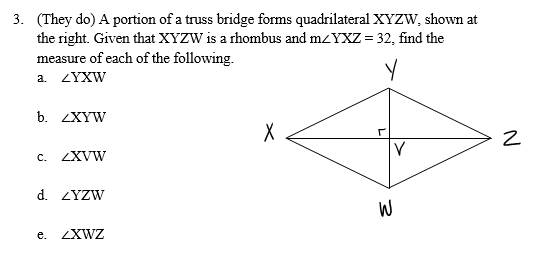 3. (They do) A portion of a truss bridge forms quadrilateral XYZW, shown at
the right. Given that XYZW is a rhombus and m∠YXZ = 32, find the
measure of each of the following.
a. ∠YXW
b. ∠XYW
c. ∠XVW
d. ∠YZW
e. ∠XWZ
Y
X
V
Z
W